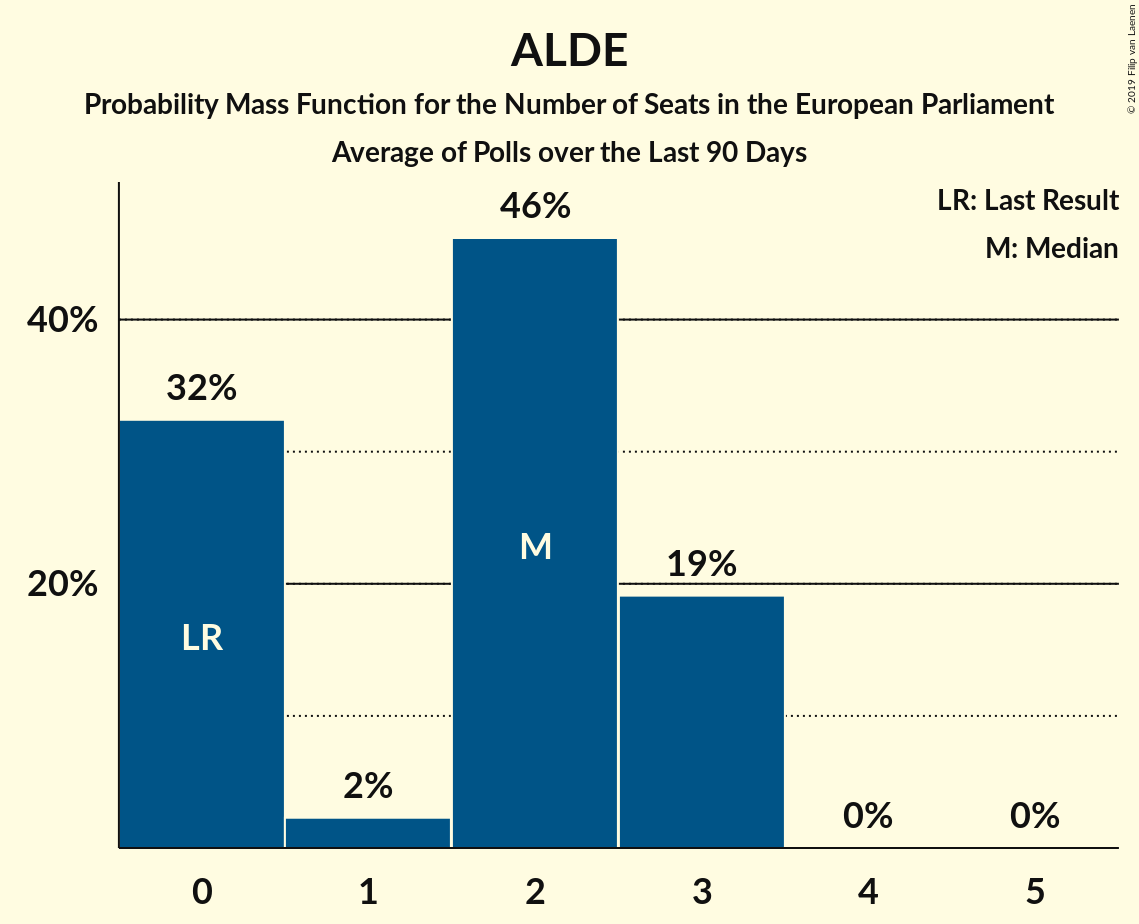 ALDE
Probability Mass Function for the Number of Seats in the European Parliament
Average of Polls over the Last 90 Days
© 2019 Filip van Laenen
LR: Last Result
M: Median
46%
40%
32%
M
19%
20%
LR
2%
0%
0%
0
1
2
3
4
5